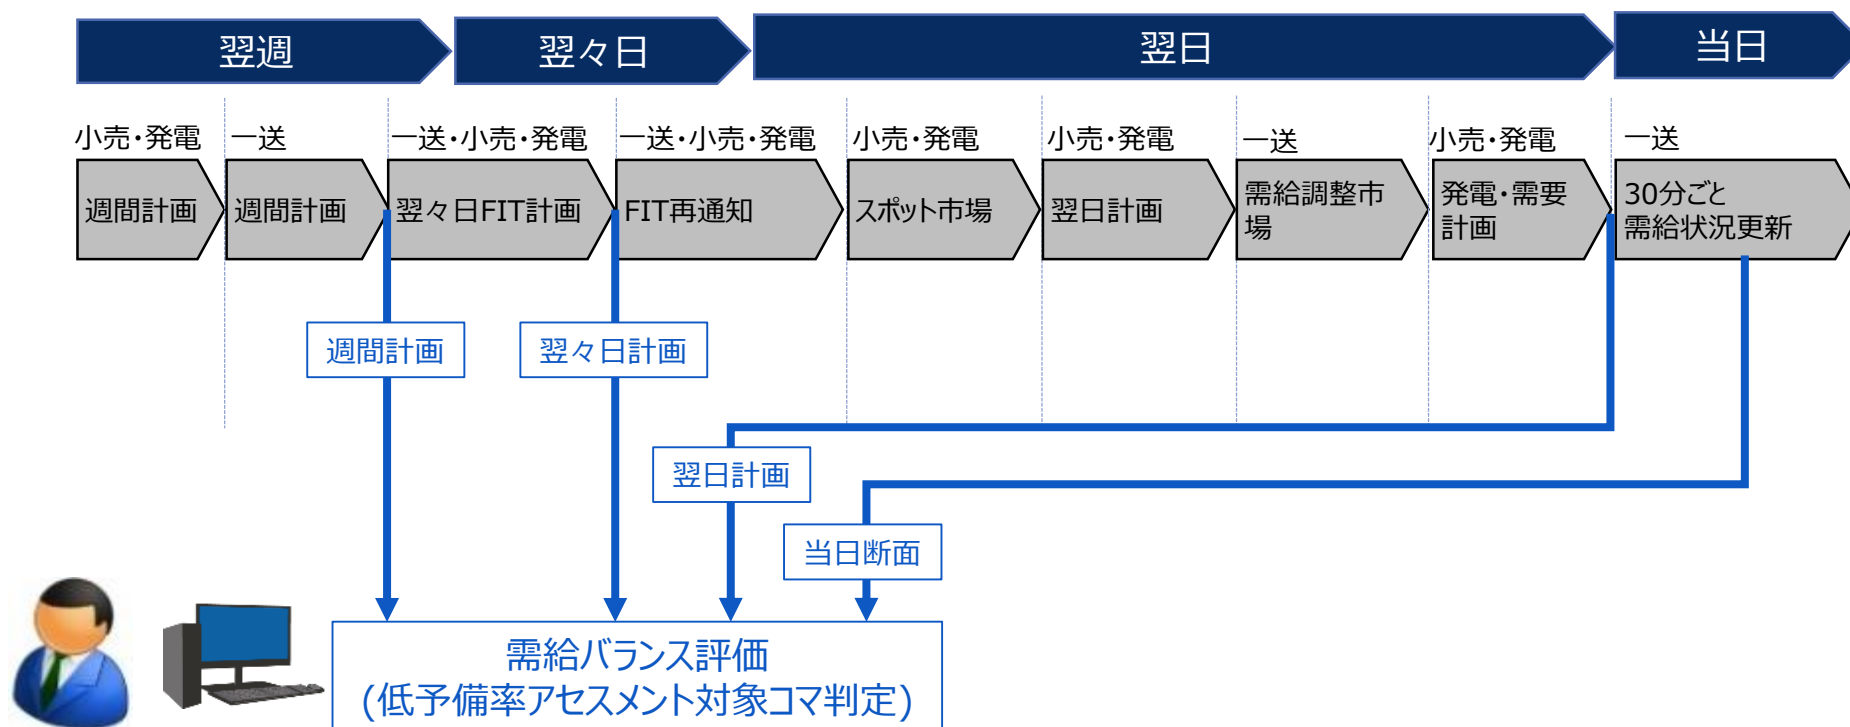 翌週
翌々日
翌日
当日
小売・発電
一送
一送・小売・発電
一送・小売・発電
小売・発電
小売・発電
一送
小売・発電
一送
週間計画
週間計画
翌々日FIT計画
FIT再通知
スポット市場
翌日計画
需給調整市
場
発電・需要
計画
30分ごと
需給状況更新
週間計画
翌々日計画
翌日計画
当日断面
需給バランス評価
(低予備率アセスメント対象コマ判定)